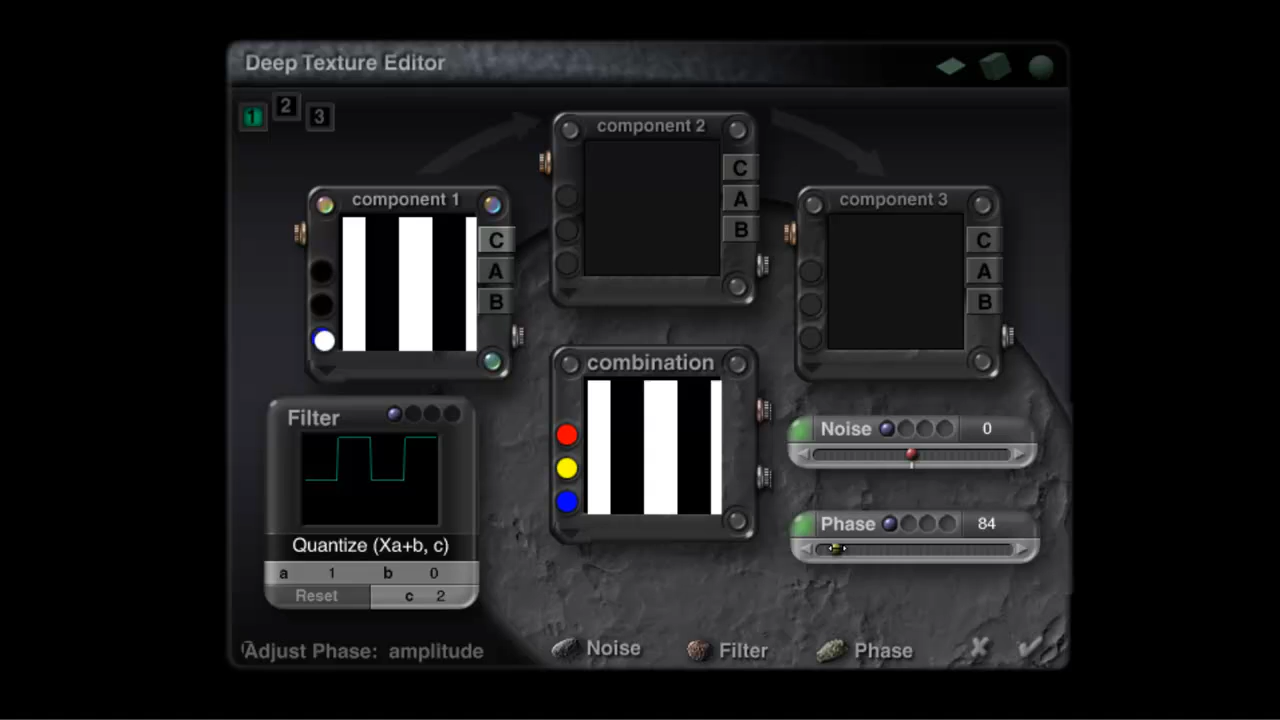 Deep Texture Editor
1 2 3
component 1
C
A
B
component 2
C
A
B
component 3
C
A
B
combination
Filter
Quantize (Xa+b, c)
a 1 b 0
Reset c 2
Noise 0
Phase 84
Adjust Phase: amplitude
Noise Filter Phase